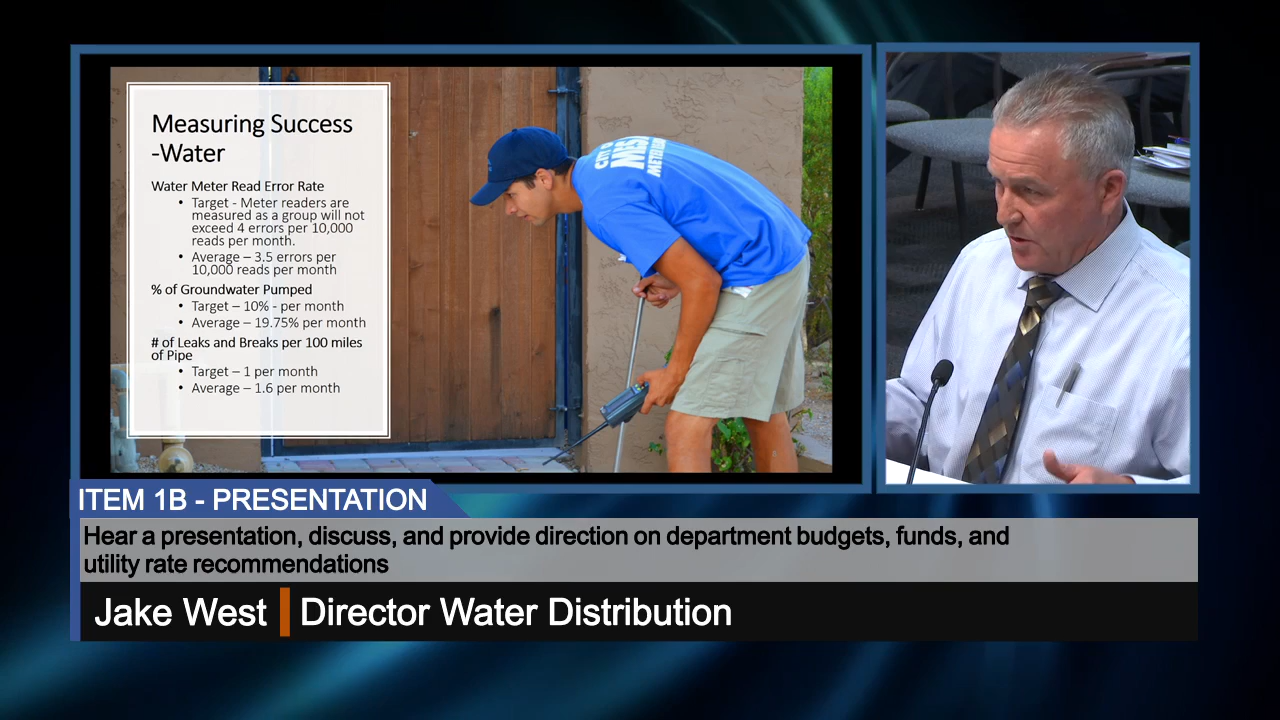 Measuring Success
-Water
Water Meter Read Error Rate
• Target - Meter readers are
measured as a group will not
exceed 4 errors per 10,000
reads per month.
• Average – 3.5 errors per
10,000 reads per month
% of Groundwater Pumped
• Target – 10% - per month
• Average – 19.75% per month
# of Leaks and Breaks per 100 miles
of Pipe
• Target – 1 per month
• Average – 1.6 per month
METER
ITEM 1B - PRESENTATION
Hear a presentation, discuss, and provide direction on department budgets, funds, and
utility rate recommendations
Jake West Director Water Distribution